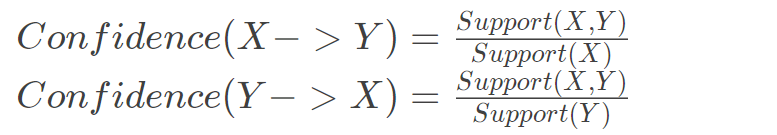 Confidence(X− > Y) = Support(X,Y)/Support(X)
Confidence(Y− > X) = Support(X,Y)/Support(Y)